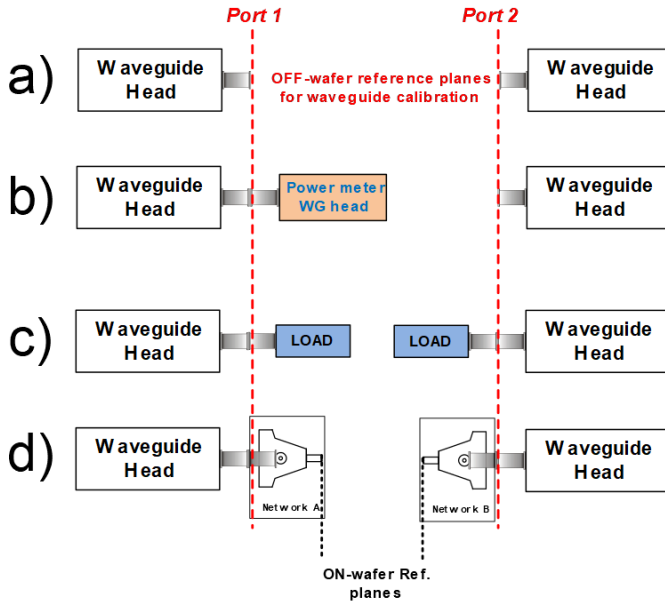 Port 1
Port 2
a)
Waveguide
Head
OFF-wafer reference planes
for waveguide calibration
Waveguide
Head
b)
Waveguide
Head
Power meter
WG head
Waveguide
Head
c)
Waveguide
Head
LOAD
LOAD
Waveguide
Head
d)
Waveguide
Head
Network A
Network B
Waveguide
Head
ON-wafer Ref.
planes